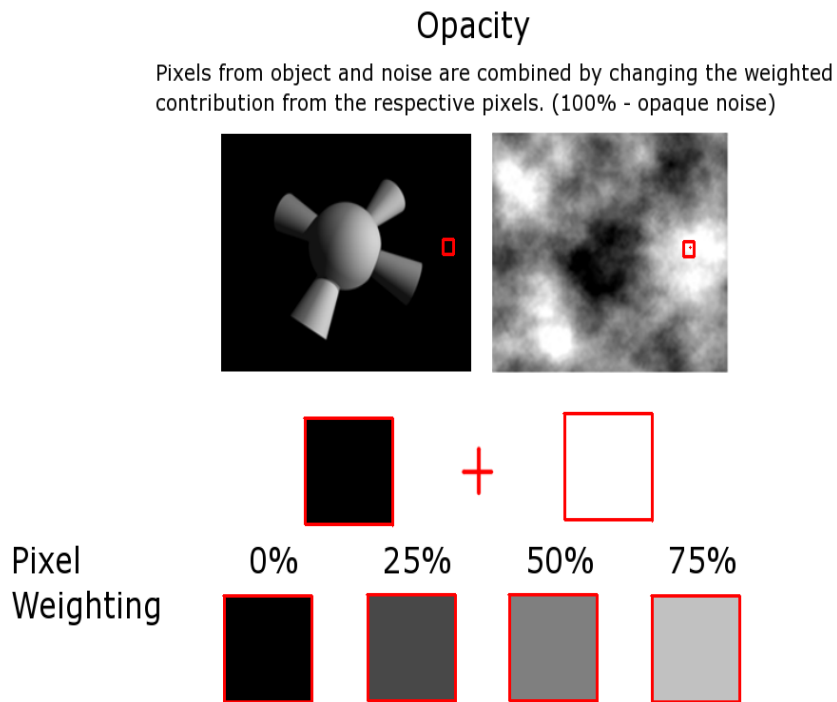 Opacity
Pixels from object and noise are combined by changing the weighted
contribution from the respective pixels. (100% - opaque noise)
+
Pixel 0% 25% 50% 75%
Weighting